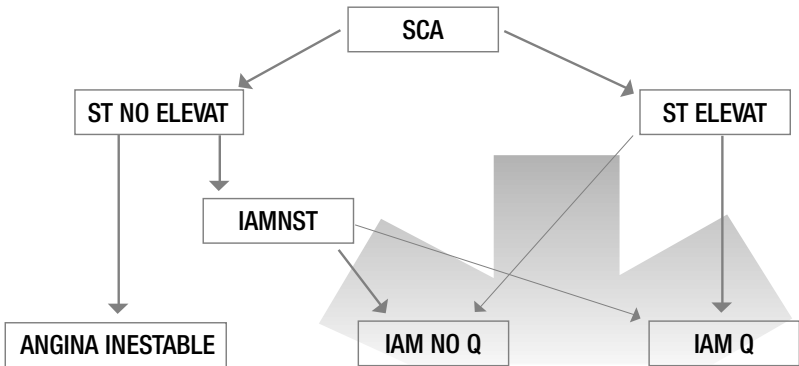 SCA
ST NO ELEVAT
ST ELEVAT
IAMNST
ANGINA INESTABLE
IAM NO Q
IAM Q